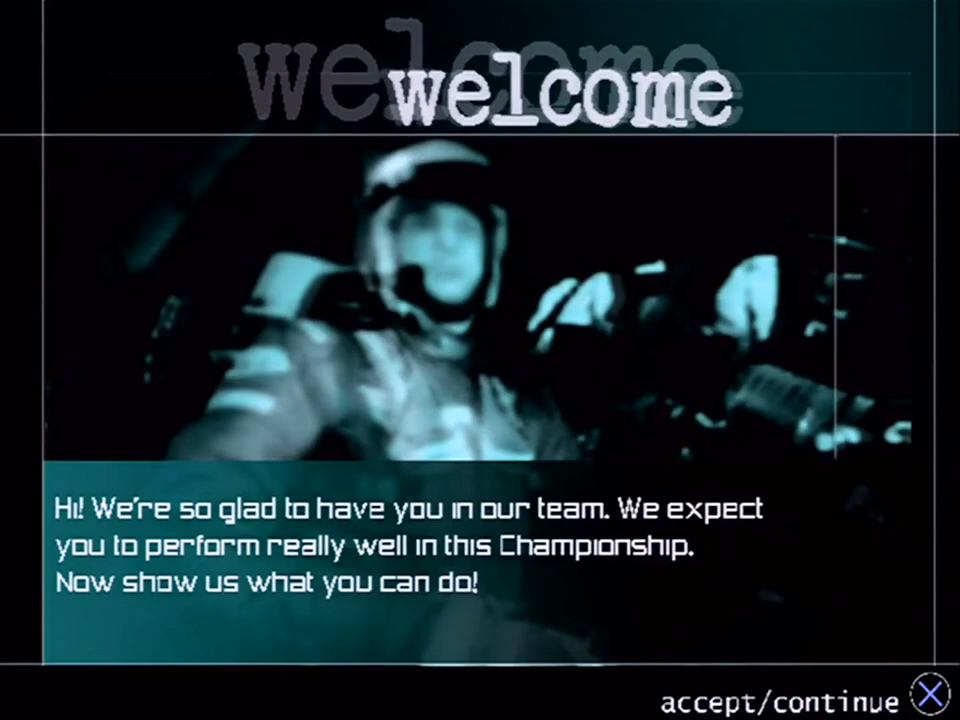 welcome
Hi! We're so glad to have you in our team. We expect
you to perform really well in this Championship.
Now show us what you can do!
accept/continue